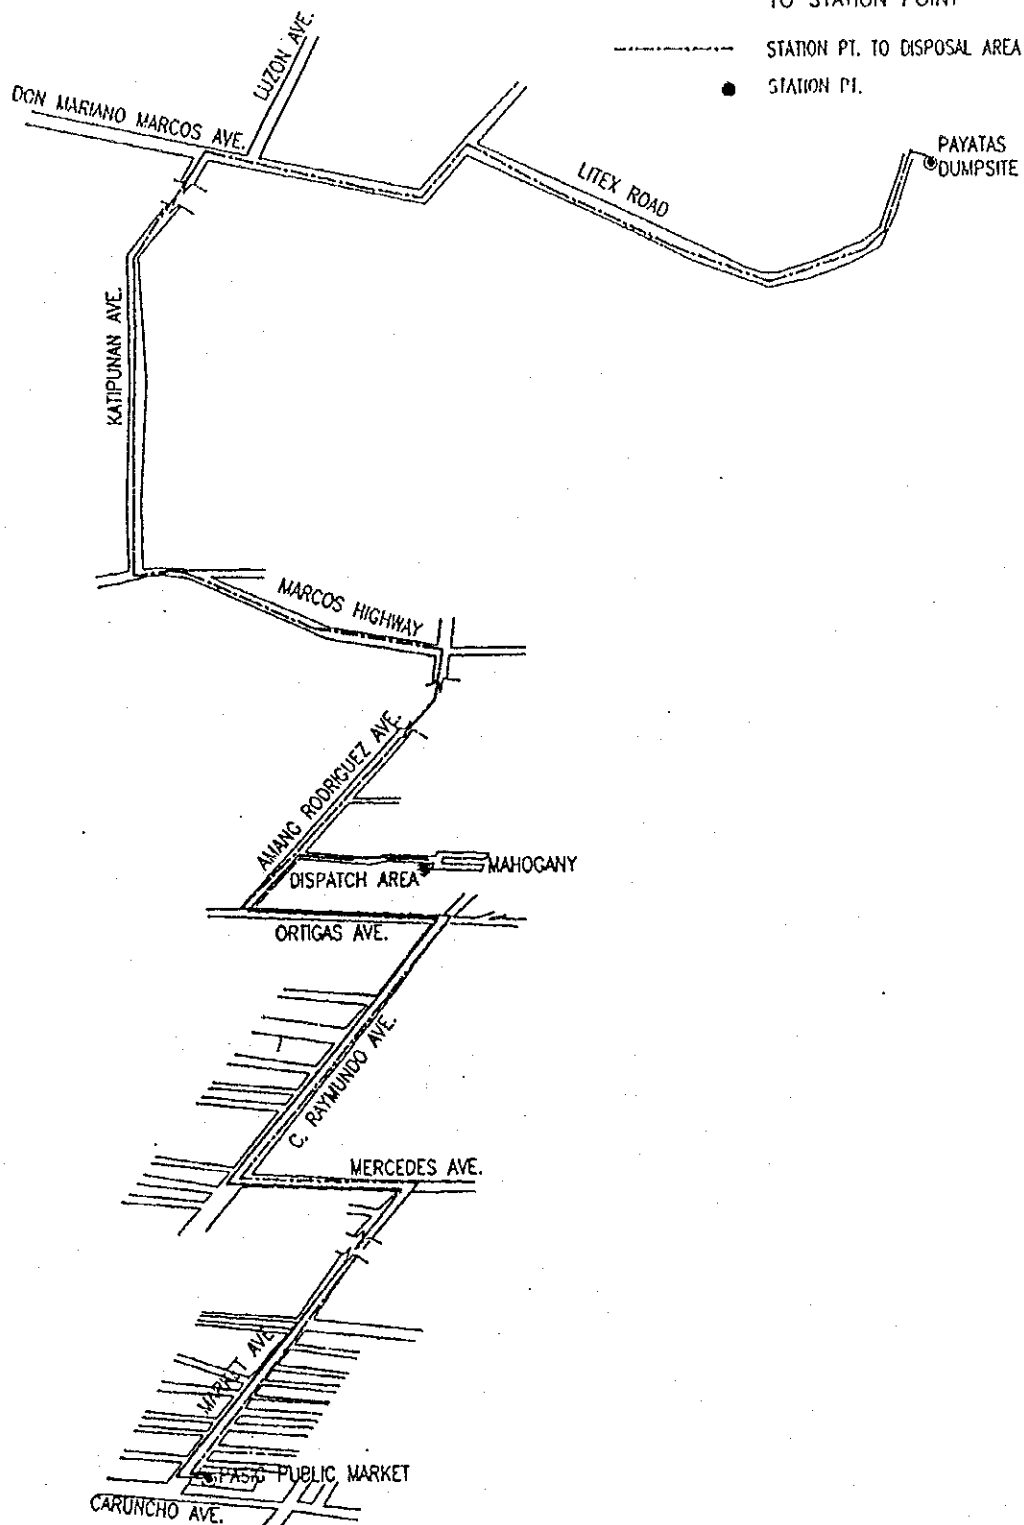 TO STATION POINT
STATION PT. TO DISPOSAL AREA
STATION PT.
LUZON AVE.
DON MARIANO MARCOS AVE.
PAYATAS
DUMPSITE
LITEX ROAD
KATIPUNAN AVE.
MARCOS HIGHWAY
AMANG RODRIGUEZ AVE.
MAHOGANY
DISPATCH AREA
ORTIGAS AVE.
C. RAYMUNDO AVE.
MERCEDES AVE.
MARKET AVE
PASIG PUBLIC MARKET
CARUNCHO AVE.